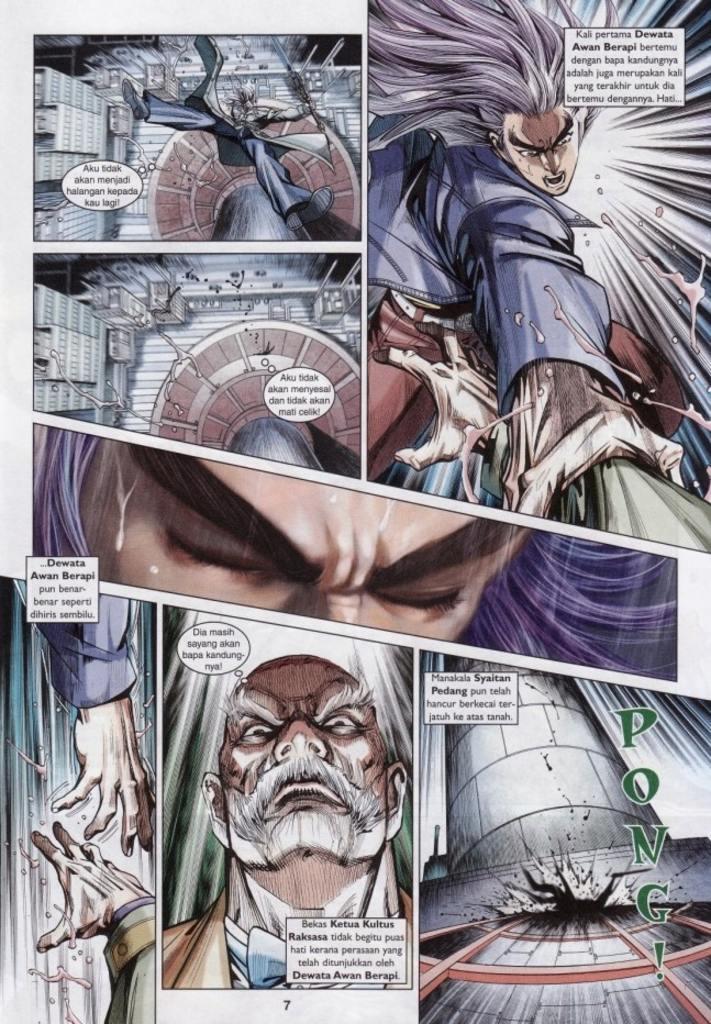 Aku tidak
akan menjadi
halangan kepada
kau lagi!
Kali pertama Dewata
Awan Berapi bertemu
dengan bapa kandungnya
adalah juga merupakan kali
yang terakhir untuk dia
bertemu dengannya. Hati...
Aku tidak
akan menyesal
dan tidak akan
mati celik!
...Dewata
Awan Berapi
pun benar-
benar seperti
dihiris sembilu.
Dia masih
sayang akan
bapa kandung-
nya!
Bekas Ketua Kultus
Raksasa tidak begitu puas
hati kerana perasaan yang
telah ditunjukkan oleh
Dewata Awan Berapi.
Manakala Syaitan
Pedang pun telah
hancur berkecai ter-
jatuh ke atas tanah.
PONG!
7